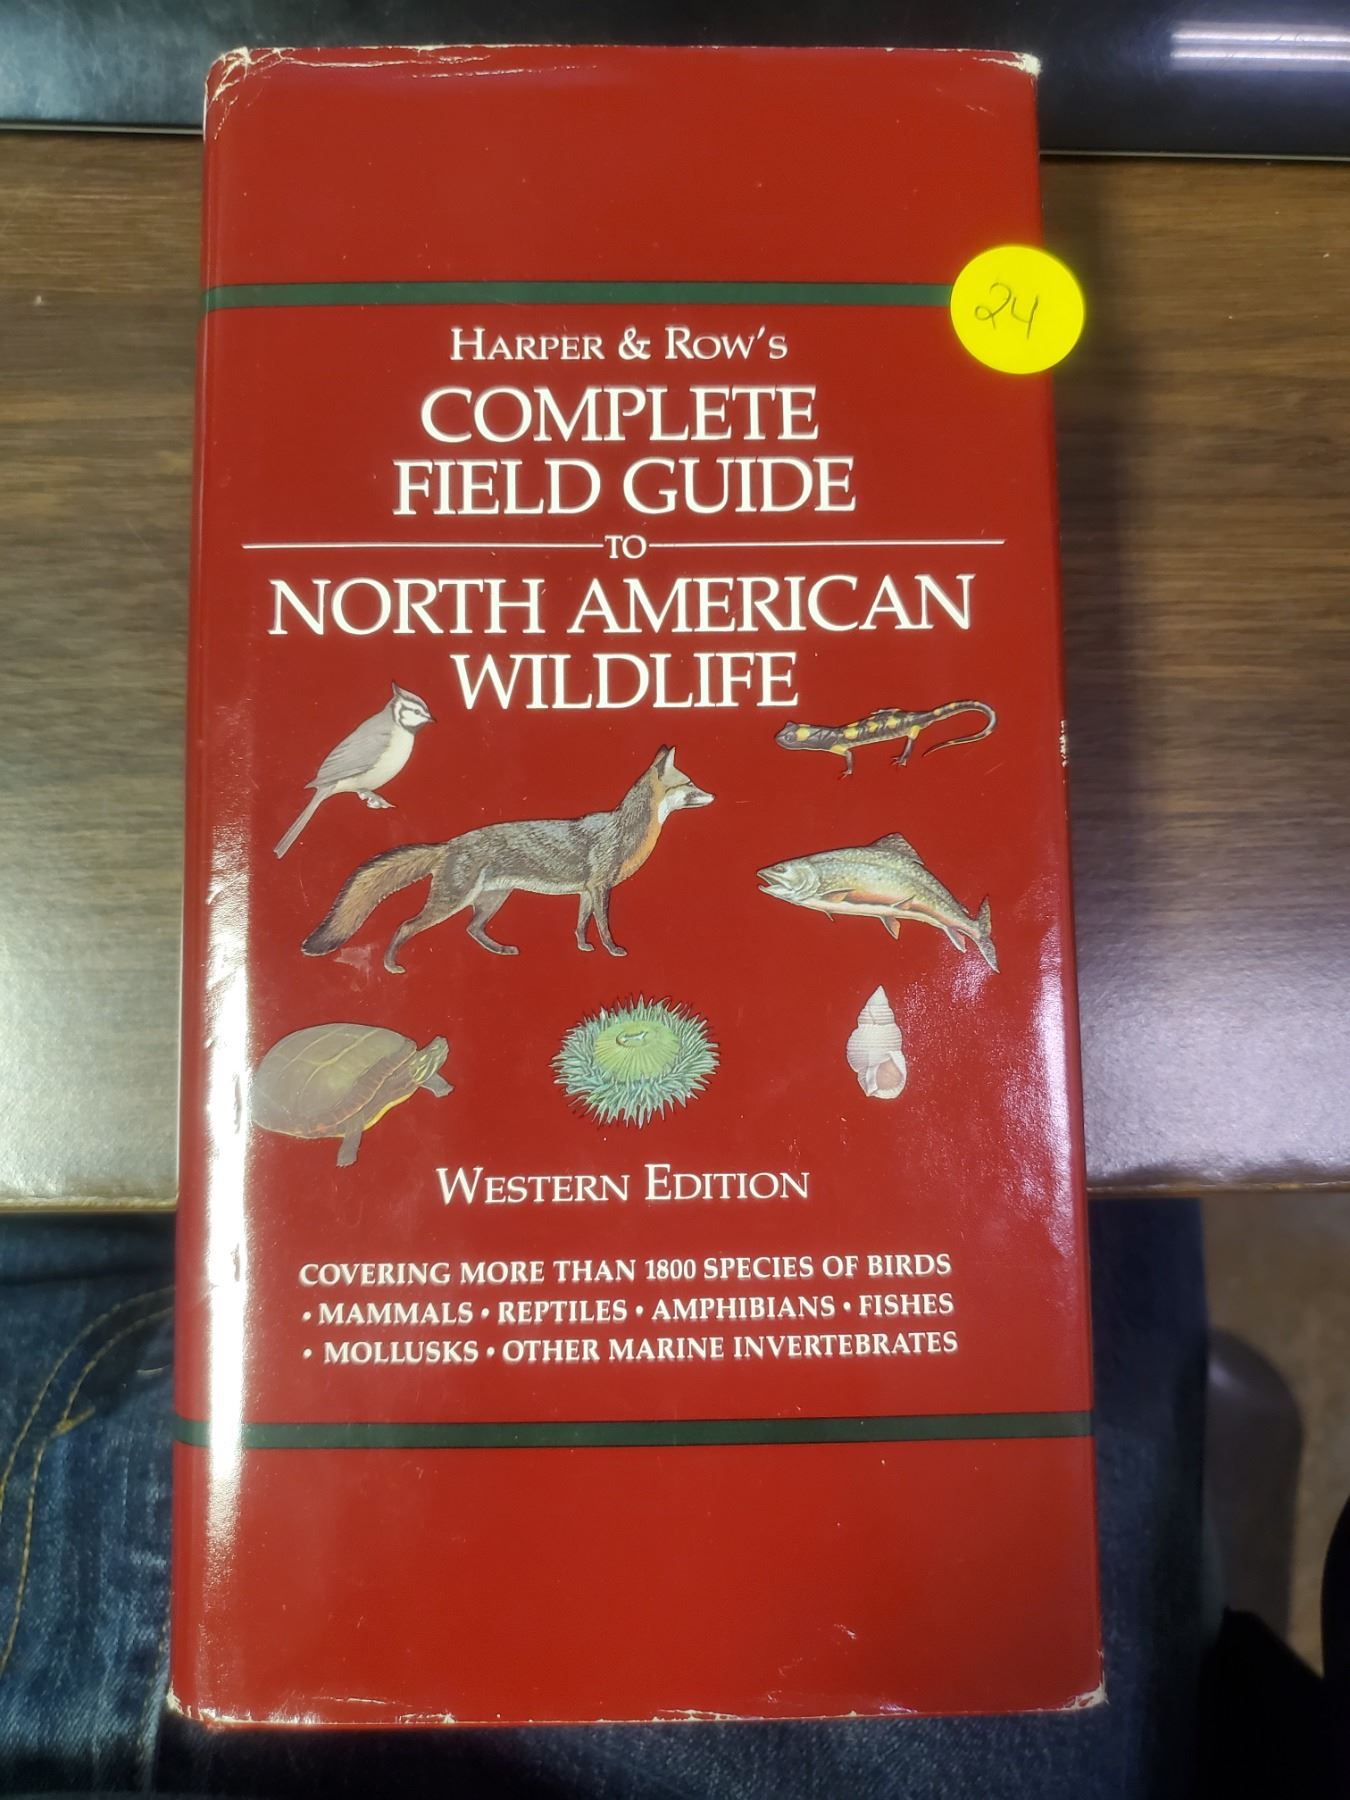 24
HARPER & ROW'S
COMPLETE
FIELD GUIDE
TO
NORTH AMERICAN
WILDLIFE
WESTERN EDITION
COVERING MORE THAN 1800 SPECIES OF BIRDS
• MAMMALS • REPTILES • AMPHIBIANS • FISHES
• MOLLUSKS • OTHER MARINE INVERTEBRATES